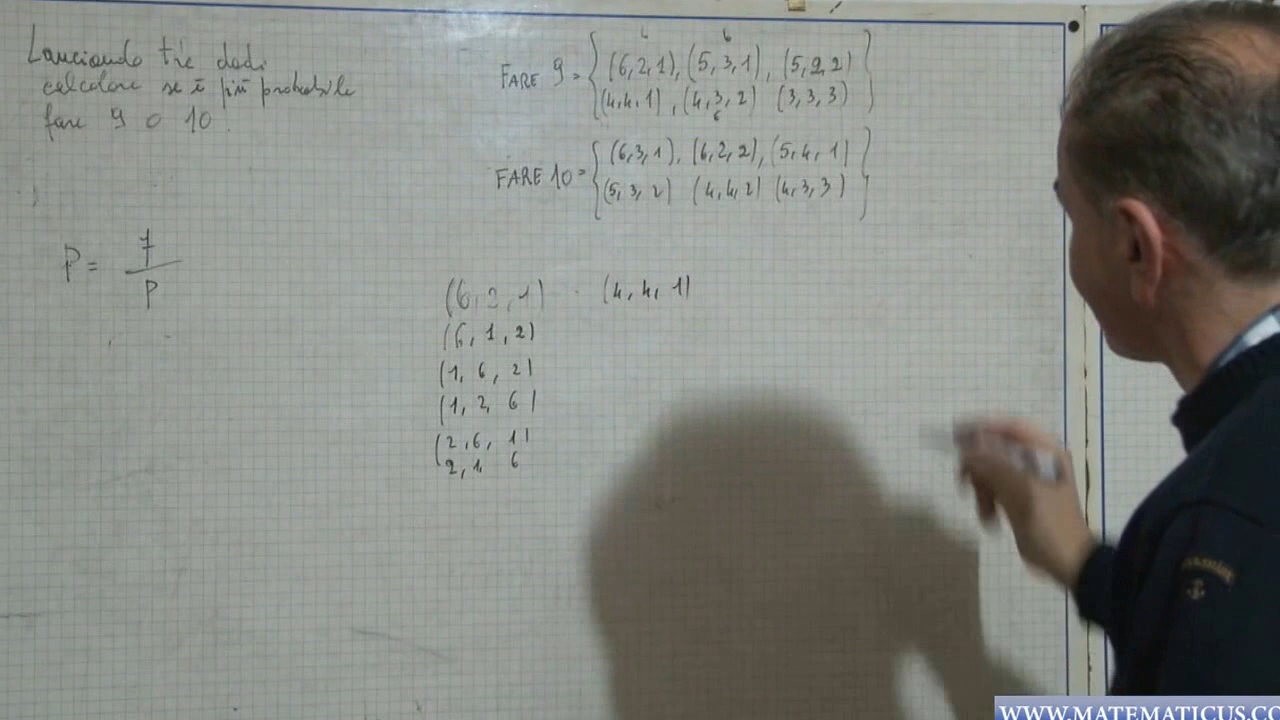 Lanciando tre dadi
calcolare se è più probabile
fare 9 o 10.
6 6
FARE 9 = {(6,2,1), (5,3,1), (5,2,2)
(4,4,1), (4,3,2) (3,3,3)}
6
FARE 10 = {(6,3,1), (6,2,2), (5,4,1)
(5,3,2) (4,4,2) (4,3,3)}
P = f
P
(6,2,1) (4,4,1)
(6,1,2)
(1,6,2)
(1,2,6)
(2,6,1)
2,1,6
WWW.MATEMATICUS.CO